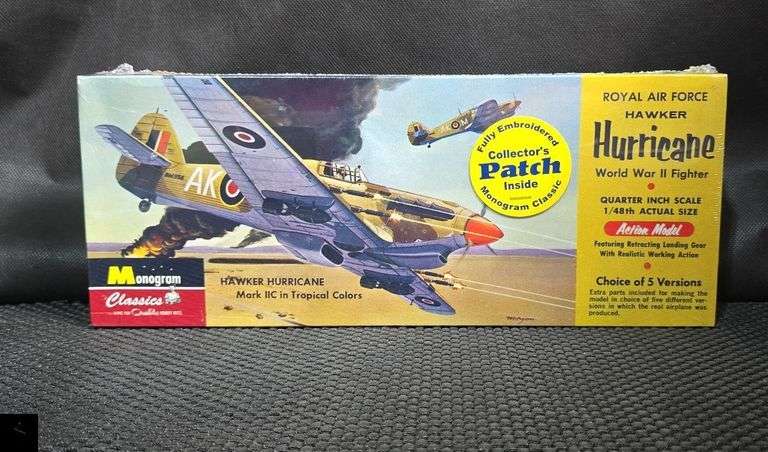 ROYAL AIR FORCE
HAWKER
Hurricane
World War II Fighter
QUARTER INCH SCALE
1/48th ACTUAL SIZE
Action Model
Featuring Retracting Landing Gear
With Realistic Working Action
Choice of 5 Versions
Extra parts included for making the
model in choice of five different ver-
sions in which the real airplane was
produced.
Fully Embroidered
Collector's
Patch
Inside
Monogram Classic
AK
M
Monogram
Classics
HAWKER HURRICANE
Mark IIC in Tropical Colors